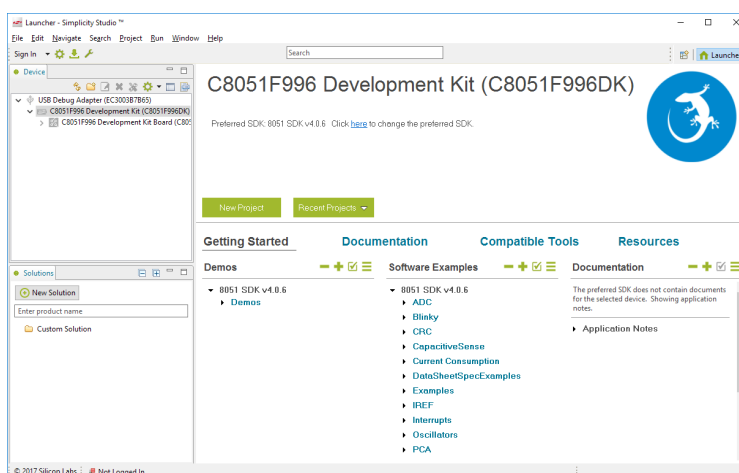 Launcher - Simplicity Studio ™
File Edit Navigate Search Project Run Window Help
Sign In
Search
Launche
Device
USB Debug Adapter (EC3003B7B65)
C8051F996 Development Kit (C8051F996DK)
C8051F996 Development Kit Board (C805
Solutions
New Solution
Enter product name
Custom Solution
C8051F996 Development Kit (C8051F996DK)
Preferred SDK: 8051 SDK v4.0.6 Click here to change the preferred SDK.
New Project Recent Projects
Getting Started Documentation Compatible Tools Resources
Demos
8051 SDK v4.0.6
Demos
Software Examples
8051 SDK v4.0.6
ADC
Blinky
CRC
CapacitiveSense
Current Consumption
DataSheetSpecExamples
Examples
IREF
Interrupts
Oscillators
PCA
Documentation
The preferred SDK does not contain documents
for the selected device. Showing application
notes.
Application Notes
© 2017 Silicon Labs Not Logged In